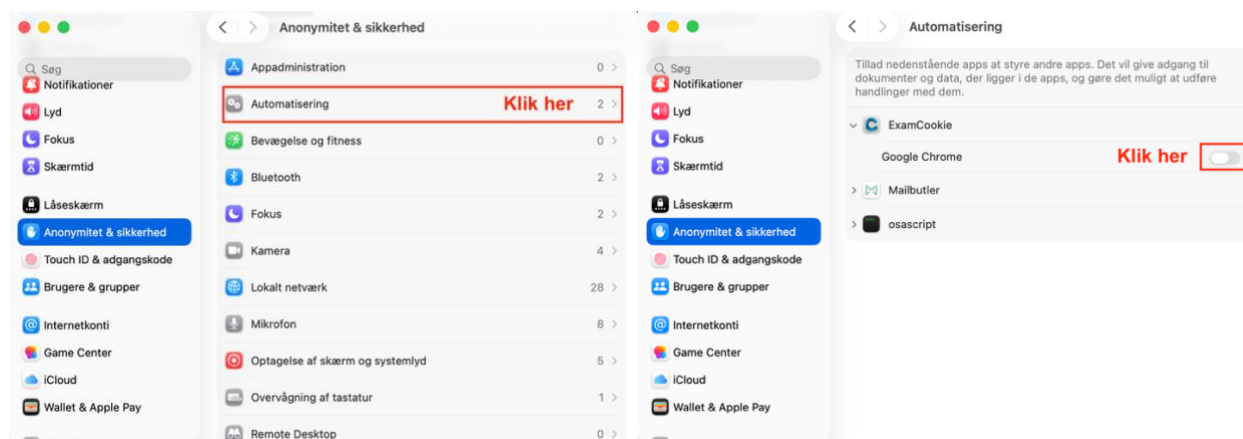 Anonymitet & sikkerhed
Søg
Notifikationer
Lyd
Fokus
Skærmtid
Låseskærm
Anonymitet & sikkerhed
Touch ID & adgangskode
Brugere & grupper
Internetkonti
Game Center
iCloud
Wallet & Apple Pay
Appadministration 0
Automatisering Klik her 2
Bevægelse og fitness 0
Bluetooth 2
Fokus 2
Kamera 4
Lokalt netværk 28
Mikrofon 8
Optagelse af skærm og systemlyd 5
Overvågning af tastatur 1
Remote Desktop 0
Automatisering
Søg
Notifikationer
Lyd
Fokus
Skærmtid
Låseskærm
Anonymitet & sikkerhed
Touch ID & adgangskode
Brugere & grupper
Internetkonti
Game Center
iCloud
Wallet & Apple Pay
Tillad nedenstående apps at styre andre apps. Det vil give adgang til
dokumenter og data, der ligger i de apps, og gøre det muligt at udføre
handlinger med dem.
ExamCookie
Google Chrome Klik her
Mailbutler
osascript